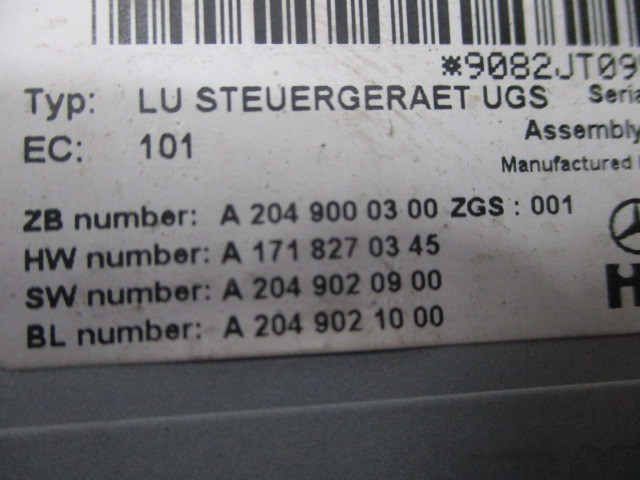 *9082JT09
Typ: LU STEUERGERAET UGS Seria
EC: 101 Assembly
Manufactured
ZB number: A 204 900 03 00 ZGS : 001
HW number: A 171 827 03 45
SW number: A 204 902 09 00
BL number: A 204 902 10 00
H